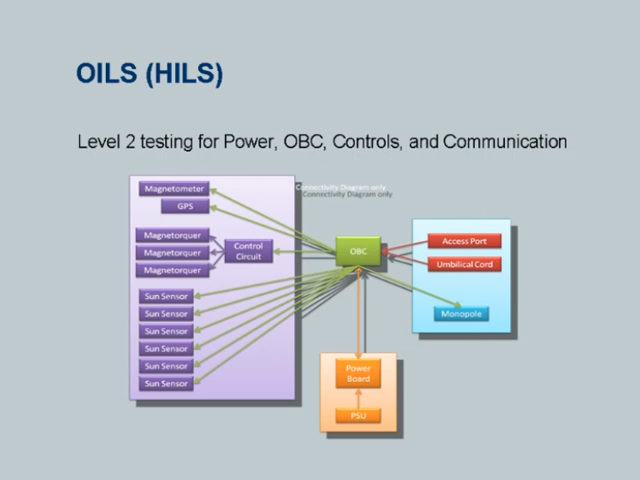 OILS (HILS)
Level 2 testing for Power, OBC, Controls, and Communication
Connectivity Diagram only
Connectivity Diagram only
Magnetometer
GPS
Magnetorquer
Magnetorquer
Magnetorquer
Control
Circuit
Sun Sensor
Sun Sensor
Sun Sensor
Sun Sensor
Sun Sensor
Sun Sensor
OBC
Access Port
Umbilical Cord
Monopole
Power
Board
PSU